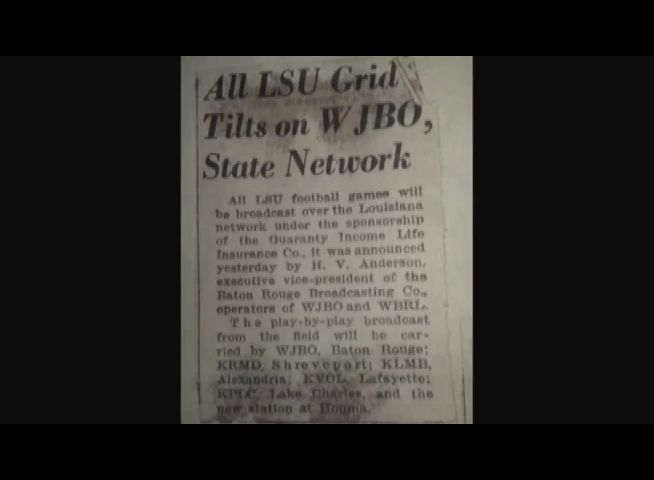 All LSU Grid
Tilts on WJBO,
State Network
All LSU football games will
be broadcast over the Louisiana
network under the sponsorship
of the Guaranty Income Life
Insurance Co., it was announced
yesterday by H. V. Anderson,
executive vice-president of the
Baton Rouge Broadcasting Co.,
operators of WJBO and WBRL.
The play-by-play broadcast
from the field will be car-
ried by WJBO, Baton Rouge;
KRMD, Shreveport; KLMB,
Alexandria; KVOL, Lafayette;
KPLC, Lake Charles, and the
new station at Houma.